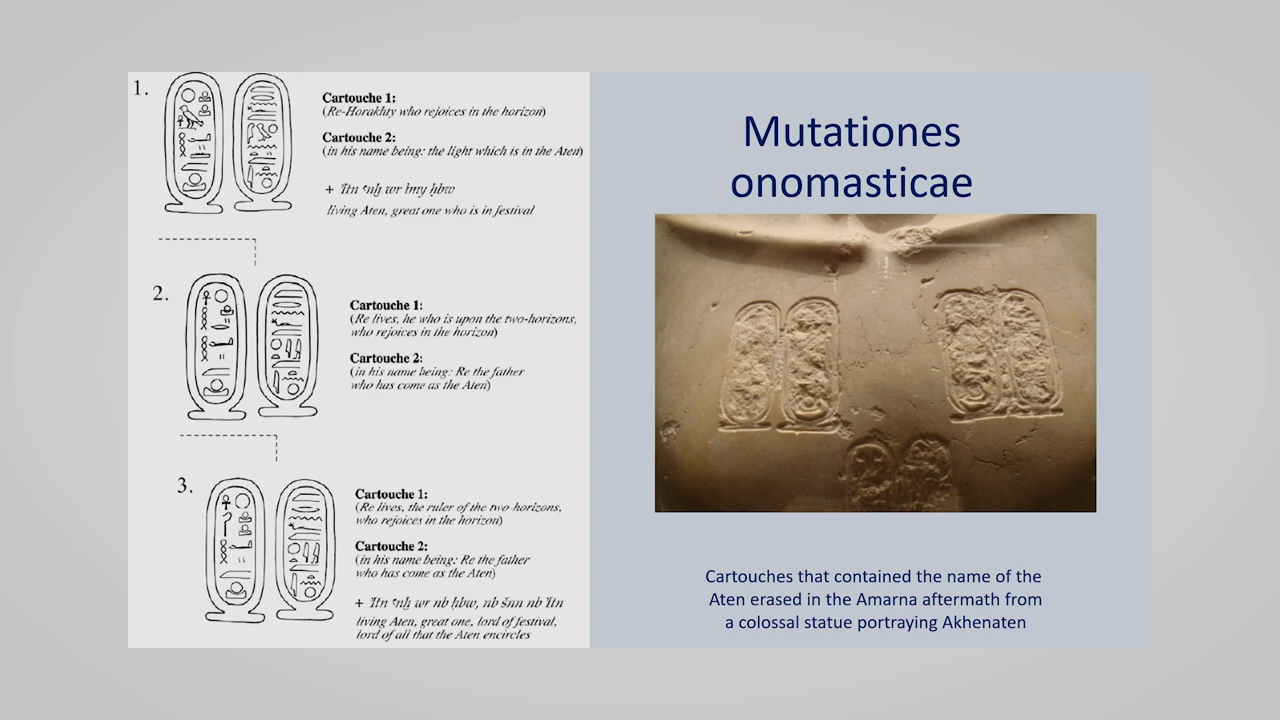 1.
Cartouche 1:
(Re-Horakhty who rejoices in the horizon)
Cartouche 2:
(in his name being: the light which is in the Aten)
+ 'Itn ʿnḫ wr ỉmy ḥbw
living Aten, great one who is in festival
2.
Cartouche 1:
(Re lives, he who is upon the two-horizons,
who rejoices in the horizon)
Cartouche 2:
(in his name being: Re the father
who has come as the Aten)
3.
Cartouche 1:
(Re lives, the ruler of the two-horizons,
who rejoices in the horizon)
Cartouche 2:
(in his name being: Re the father
who has come as the Aten)
+ 'Itn ʿnḫ wr nb ḥbw, nb šnn nb 'Itn
living Aten, great one, lord of festival,
lord of all that the Aten encircles
Mutationes
onomasticae
Cartouches that contained the name of the
Aten erased in the Amarna aftermath from
a colossal statue portraying Akhenaten